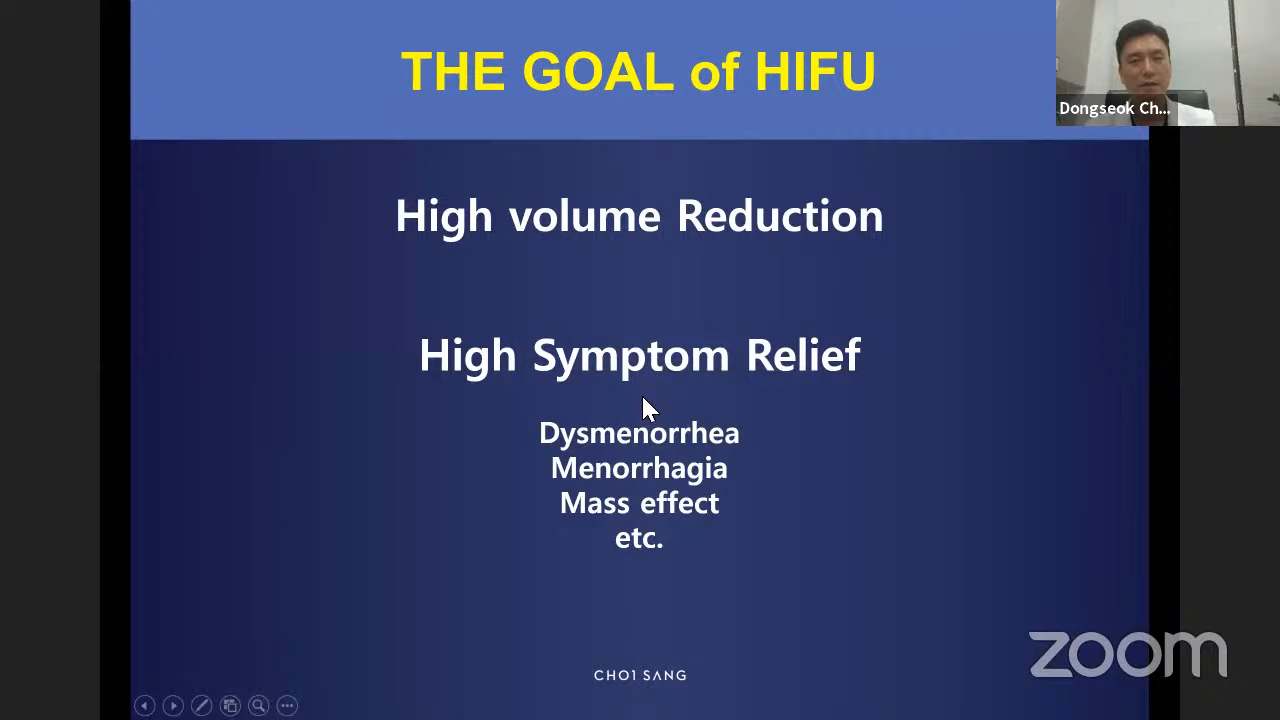 THE GOAL of HIFU
Dongseok Ch...
High volume Reduction
High Symptom Relief
Dysmenorrhea
Menorrhagia
Mass effect
etc.
CHOI SANG
zoom